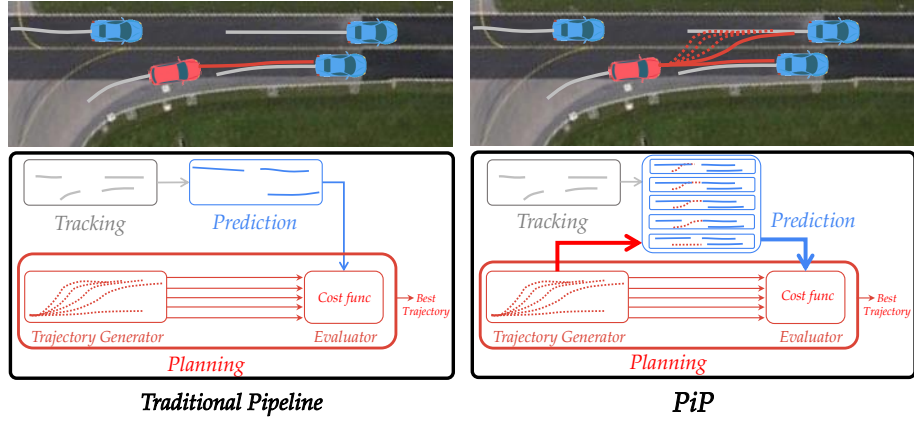 Tracking
Prediction
Cost func
Best
Trajectory
Trajectory Generator
Evaluator
Planning
Traditional Pipeline
Tracking
Prediction
Cost func
Best
Trajectory
Trajectory Generator
Evaluator
Planning
PiP